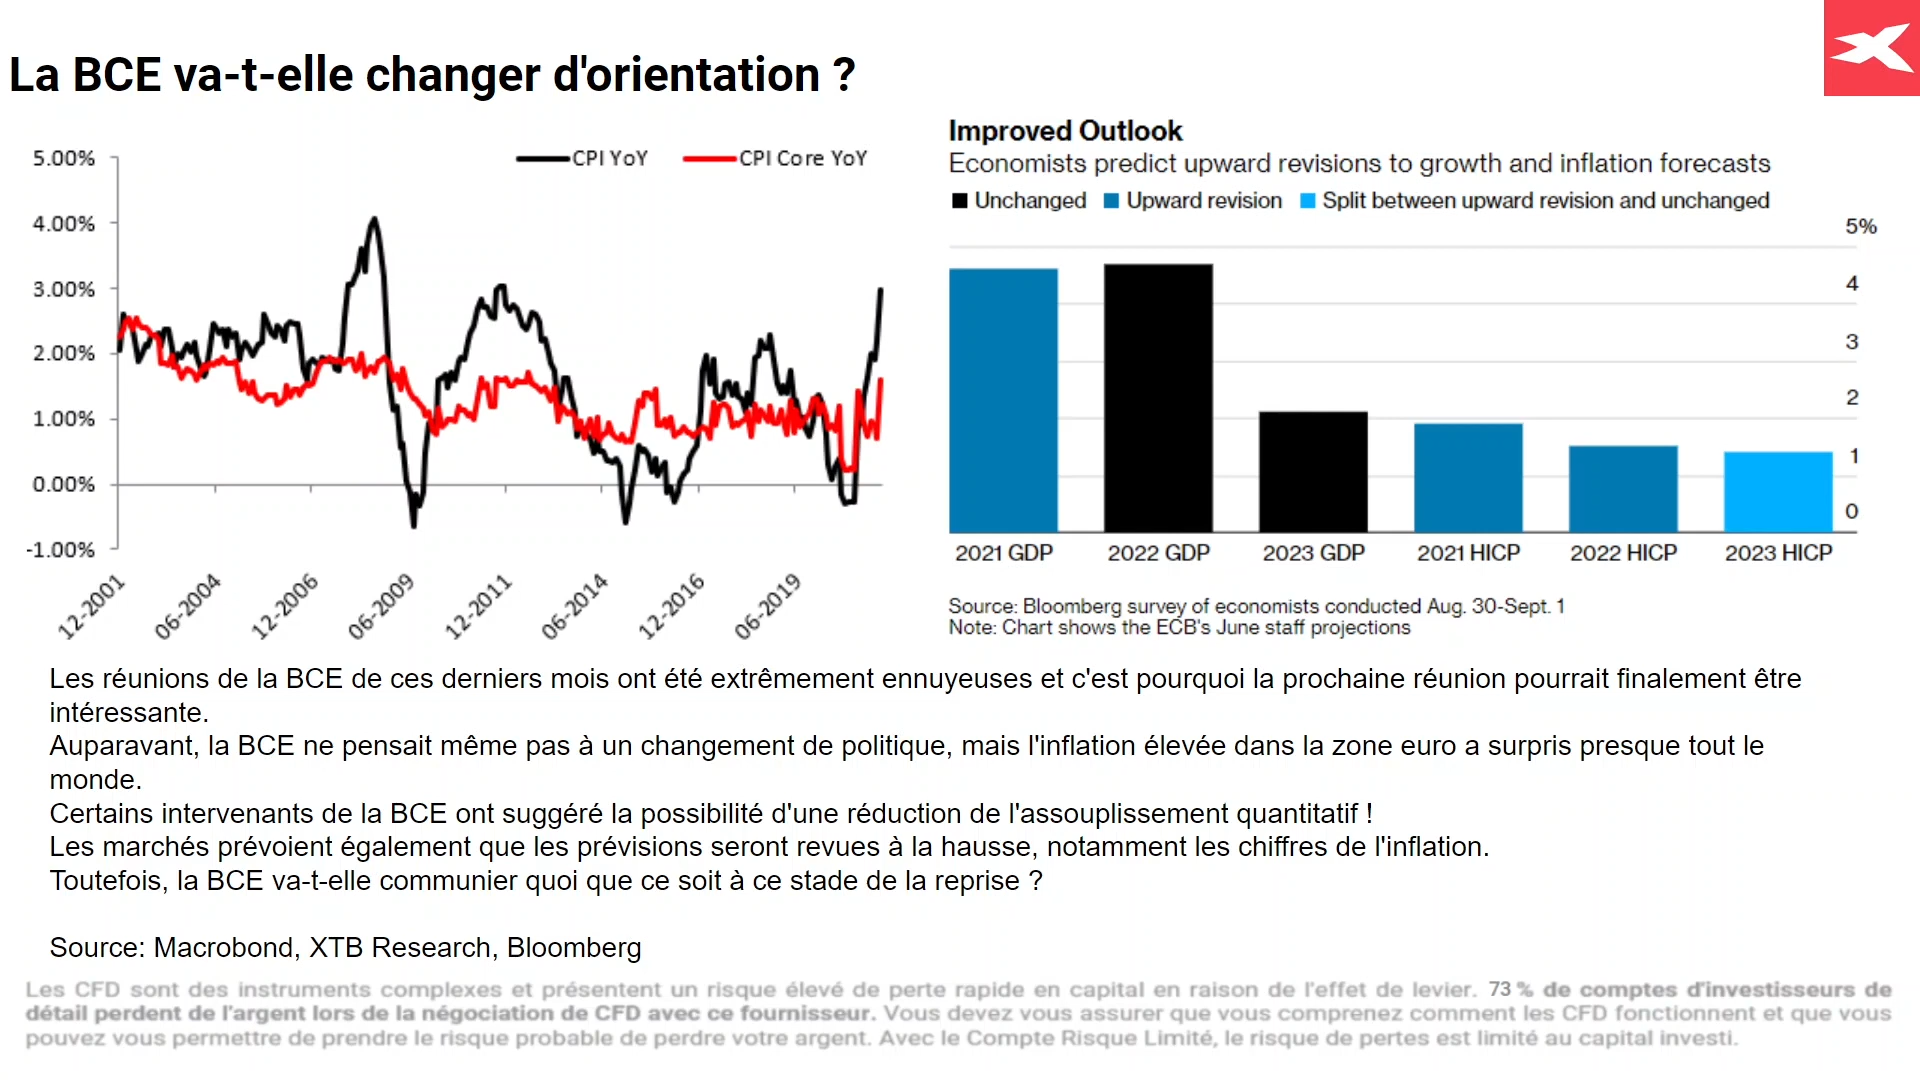 La BCE va-t-elle changer d'orientation ?
5.00%
4.00%
3.00%
2.00%
1.00%
0.00%
-1.00%
CPI YoY
CPI Core YoY
12-2001
06-2004
12-2006
06-2009
12-2011
06-2014
12-2016
06-2019
Improved Outlook
Economists predict upward revisions to growth and inflation forecasts
Unchanged Upward revision Split between upward revision and unchanged
5%
4
3
2
1
0
2021 GDP 2022 GDP 2023 GDP 2021 HICP 2022 HICP 2023 HICP
Source: Bloomberg survey of economists conducted Aug. 30-Sept. 1
Note: Chart shows the ECB's June staff projections
Les réunions de la BCE de ces derniers mois ont été extrêmement ennuyeuses et c'est pourquoi la prochaine réunion pourrait finalement être
intéressante.
Auparavant, la BCE ne pensait même pas à un changement de politique, mais l'inflation élevée dans la zone euro a surpris presque tout le
monde.
Certains intervenants de la BCE ont suggéré la possibilité d'une réduction de l'assouplissement quantitatif !
Les marchés prévoient également que les prévisions seront revues à la hausse, notamment les chiffres de l'inflation.
Toutefois, la BCE va-t-elle communier quoi que ce soit à ce stade de la reprise ?
Source: Macrobond, XTB Research, Bloomberg
Les CFD sont des instruments complexes et présentent un risque élevé de perte rapide en capital en raison de l'effet de levier. 73 % de comptes d'investisseurs de
détail perdent de l'argent lors de la négociation de CFD avec ce fournisseur. Vous devez vous assurer que vous comprenez comment les CFD fonctionnent et que vous
pouvez vous permettre de prendre le risque probable de perdre votre argent. Avec le Compte Risque Limité, le risque de pertes est limité au capital investi.